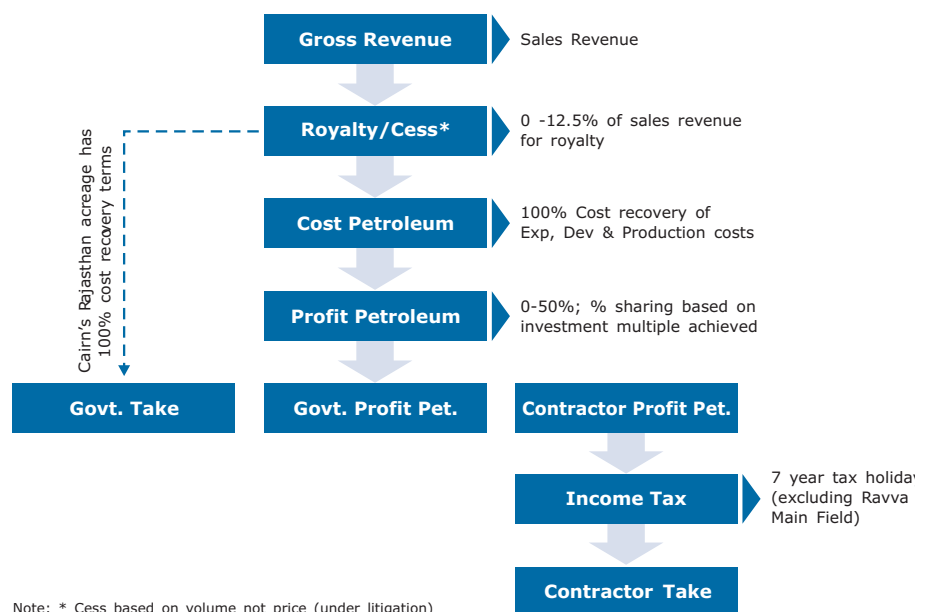 Gross Revenue
Sales Revenue
Royalty/Cess*
0 -12.5% of sales revenue
for royalty
Cairn's Rajasthan acreage has
100% cost recovery terms
Cost Petroleum
100% Cost recovery of
Exp, Dev & Production costs
Profit Petroleum
0-50%; % sharing based on
investment multiple achieved
Govt. Take
Govt. Profit Pet.
Contractor Profit Pet.
Income Tax
7 year tax holiday
(excluding Ravva
Main Field)
Contractor Take
Note: * Cess based on volume not price (under litigation)